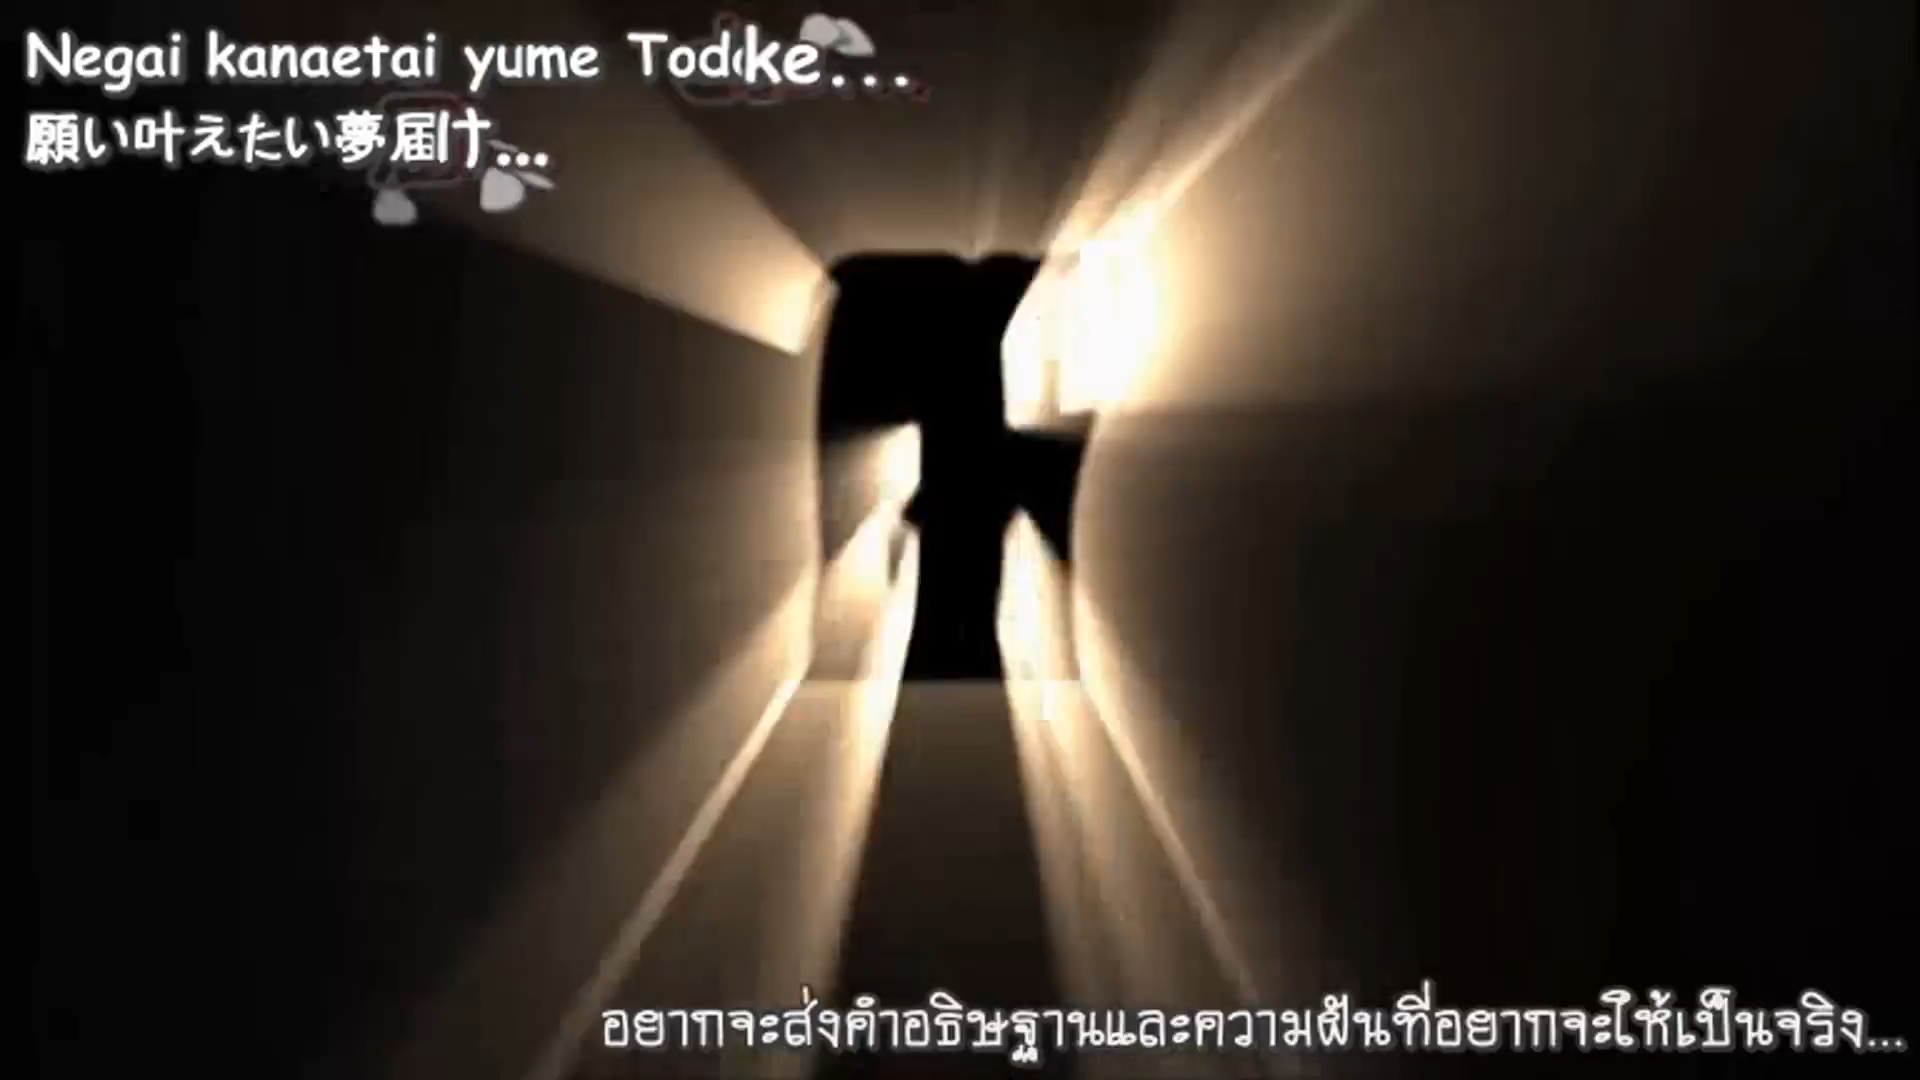 Negai kanaetai yume Todoke...
願い叶えたい夢届け...
อยากจะส่งคำอธิษฐานและความฝันที่อยากจะให้เป็นจริง...